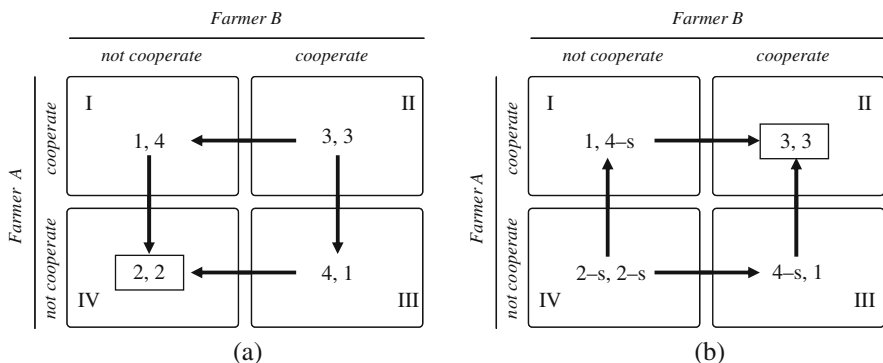 Farmer B
not cooperate cooperate
Farmer A
cooperate
not cooperate
I
II
1, 4
3, 3
2, 2
4, 1
IV
III
(a)
Farmer B
not cooperate cooperate
Farmer A
cooperate
not cooperate
I
II
1, 4–s
3, 3
2–s, 2–s
4–s, 1
IV
III
(b)